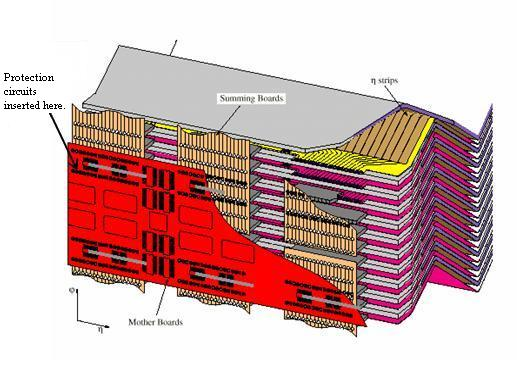 η strips
Protection
circuits
inserted here.
Summing Boards
φ
η
Mother Boards